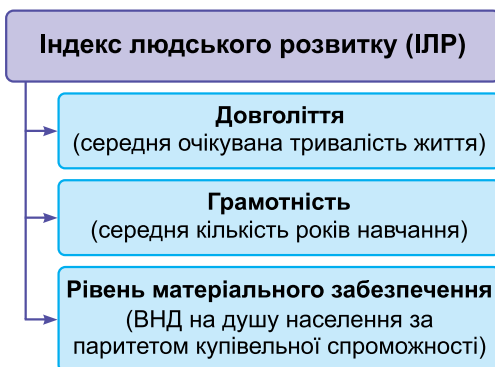 Індекс людського розвитку (ІЛР)
Довголіття
(середня очікувана тривалість життя)
Грамотність
(середня кількість років навчання)
Рівень матеріального забезпечення
(ВНД на душу населення за
паритетом купівельної спроможності)